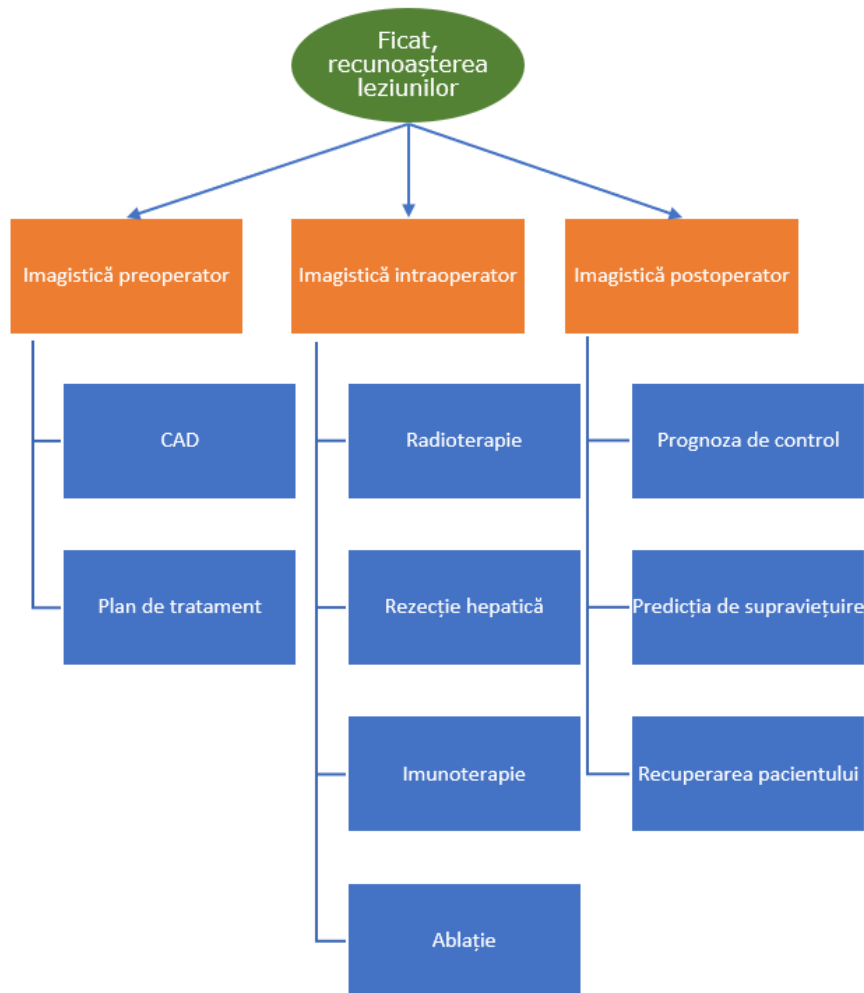 Ficat,
recunoașterea
leziunilor
Imagistică preoperator
Imagistică intraoperator
Imagistică postoperator
CAD
Radioterapie
Prognoza de control
Plan de tratament
Rezecție hepatică
Predicția de supraviețuire
Imunoterapie
Recuperarea pacientului
Ablație